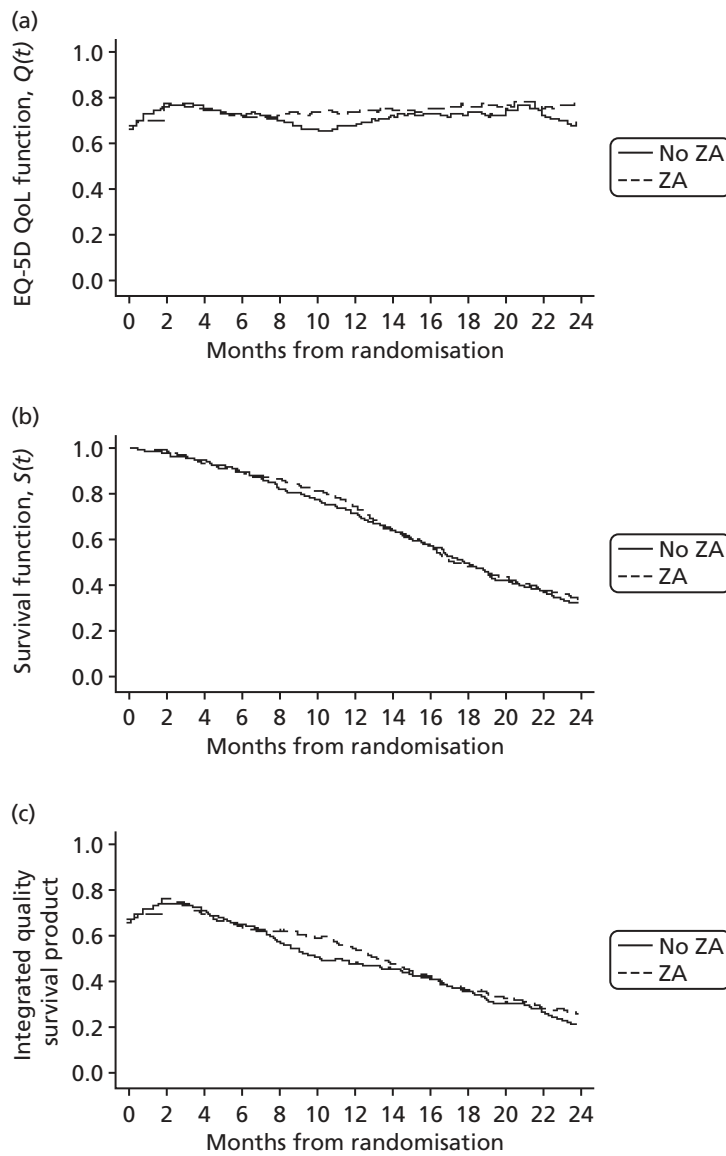 (a)
EQ-5D QoL function, Q(t)
1.0
0.8
0.6
0.4
0.2
0.0
0 2 4 6 8 10 12 14 16 18 20 22 24
Months from randomisation
No ZA
ZA
(b)
Survival function, S(t)
1.0
0.8
0.6
0.4
0.2
0.0
0 2 4 6 8 10 12 14 16 18 20 22 24
Months from randomisation
No ZA
ZA
(c)
Integrated quality
survival product
1.0
0.8
0.6
0.4
0.2
0.0
0 2 4 6 8 10 12 14 16 18 20 22 24
Months from randomisation
No ZA
ZA